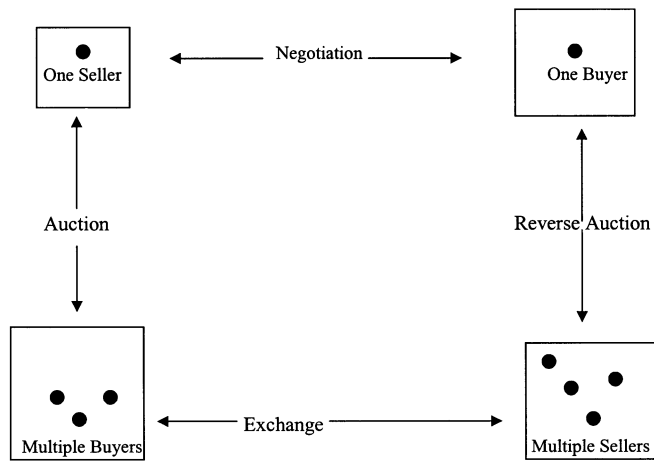 Negotiation
One Seller
One Buyer
Auction
Reverse Auction
Exchange
Multiple Buyers
Multiple Sellers